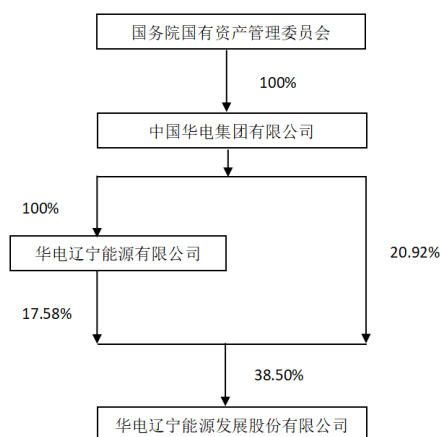 国务院国有资产管理委员会
100%
中国华电集团有限公司
100%
华电辽宁能源有限公司
20.92%
17.58%
38.50%
华电辽宁能源发展股份有限公司